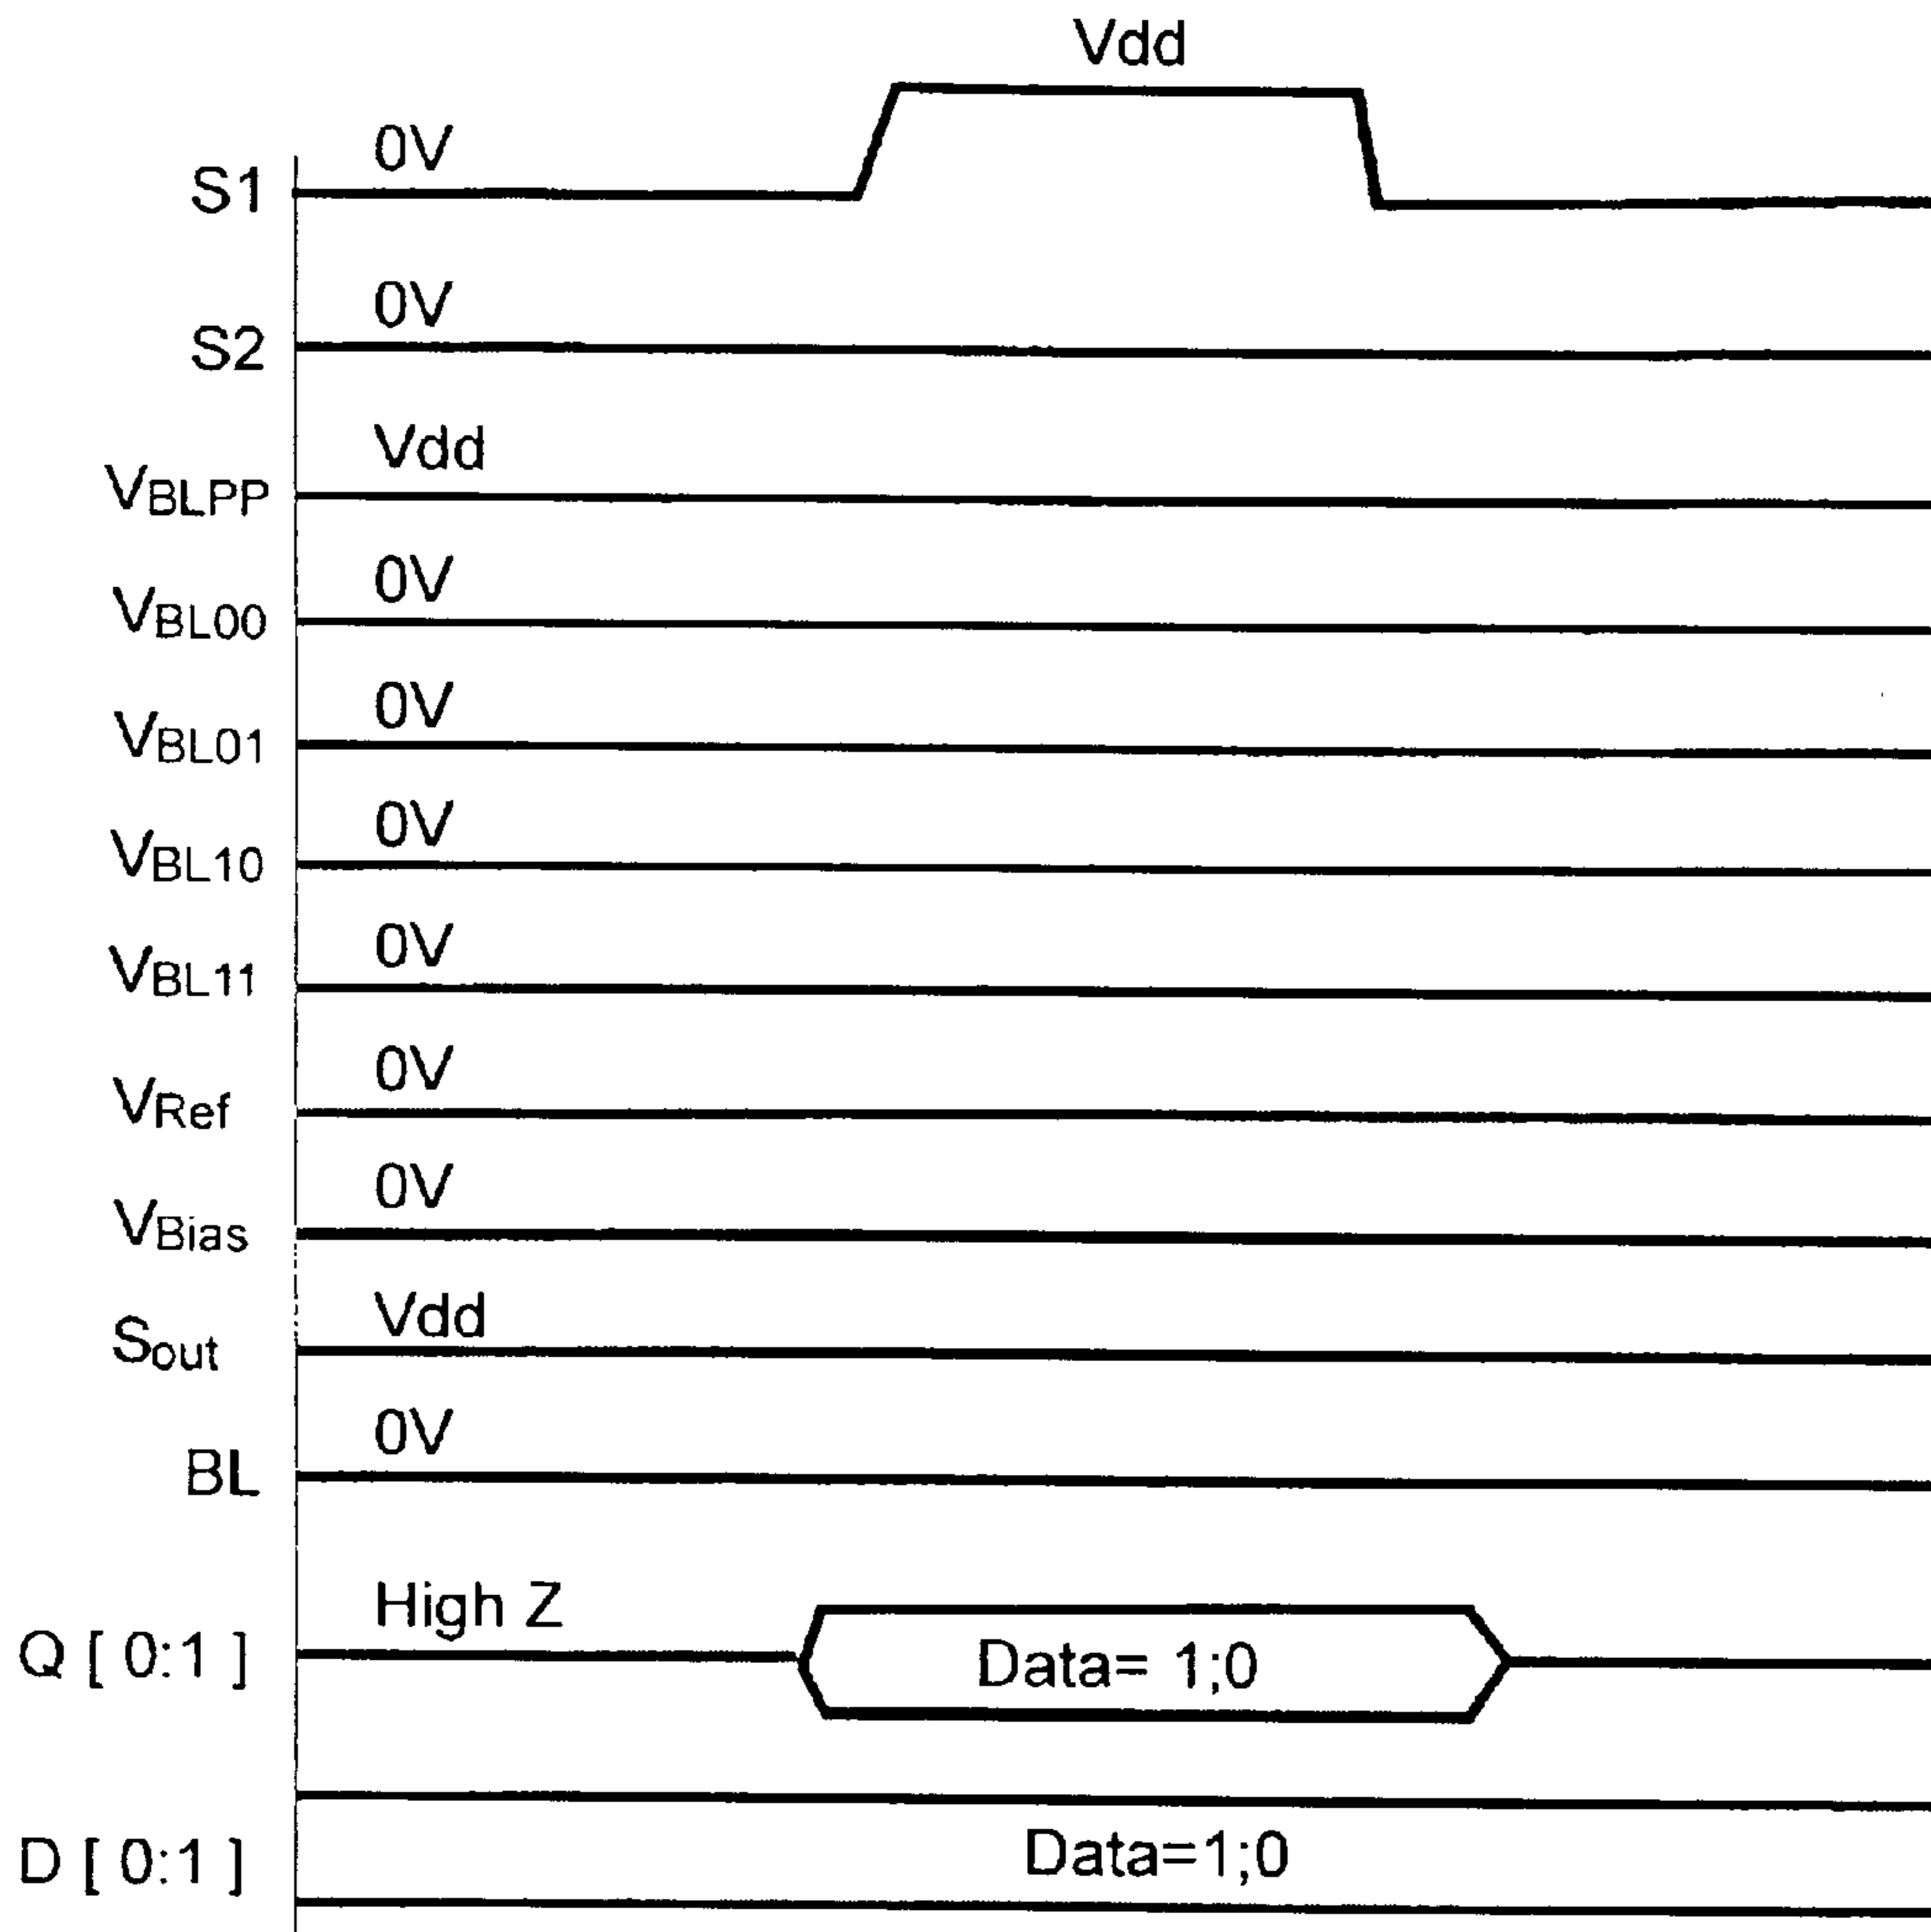 Vdd
S1 0V
S2 0V
VBLPP Vdd
VBL00 0V
VBL01 0V
VBL10 0V
VBL11 0V
VRef 0V
VBias 0V
Sout Vdd
BL 0V
Q [ 0:1 ] High Z Data= 1;0
D [ 0:1 ] Data=1;0